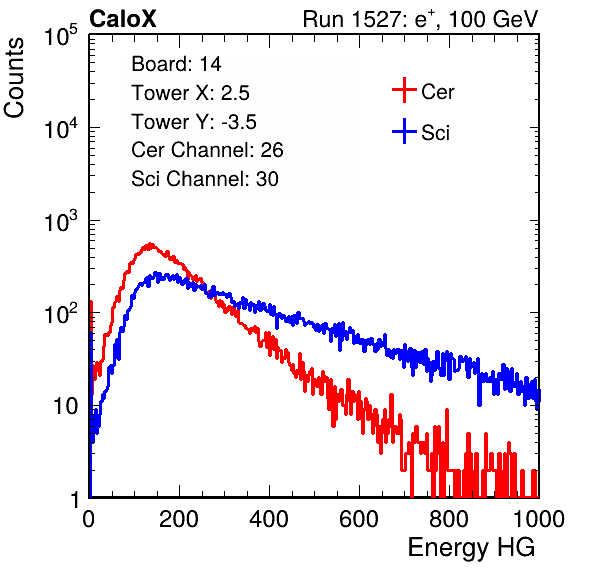 CaloX Run 1527: e⁺, 100 GeV
Counts
10⁵
10⁴
10³
10²
10
1
Board: 14
Tower X: 2.5
Tower Y: -3.5
Cer Channel: 26
Sci Channel: 30
Cer
Sci
0 200 400 600 800 1000
Energy HG